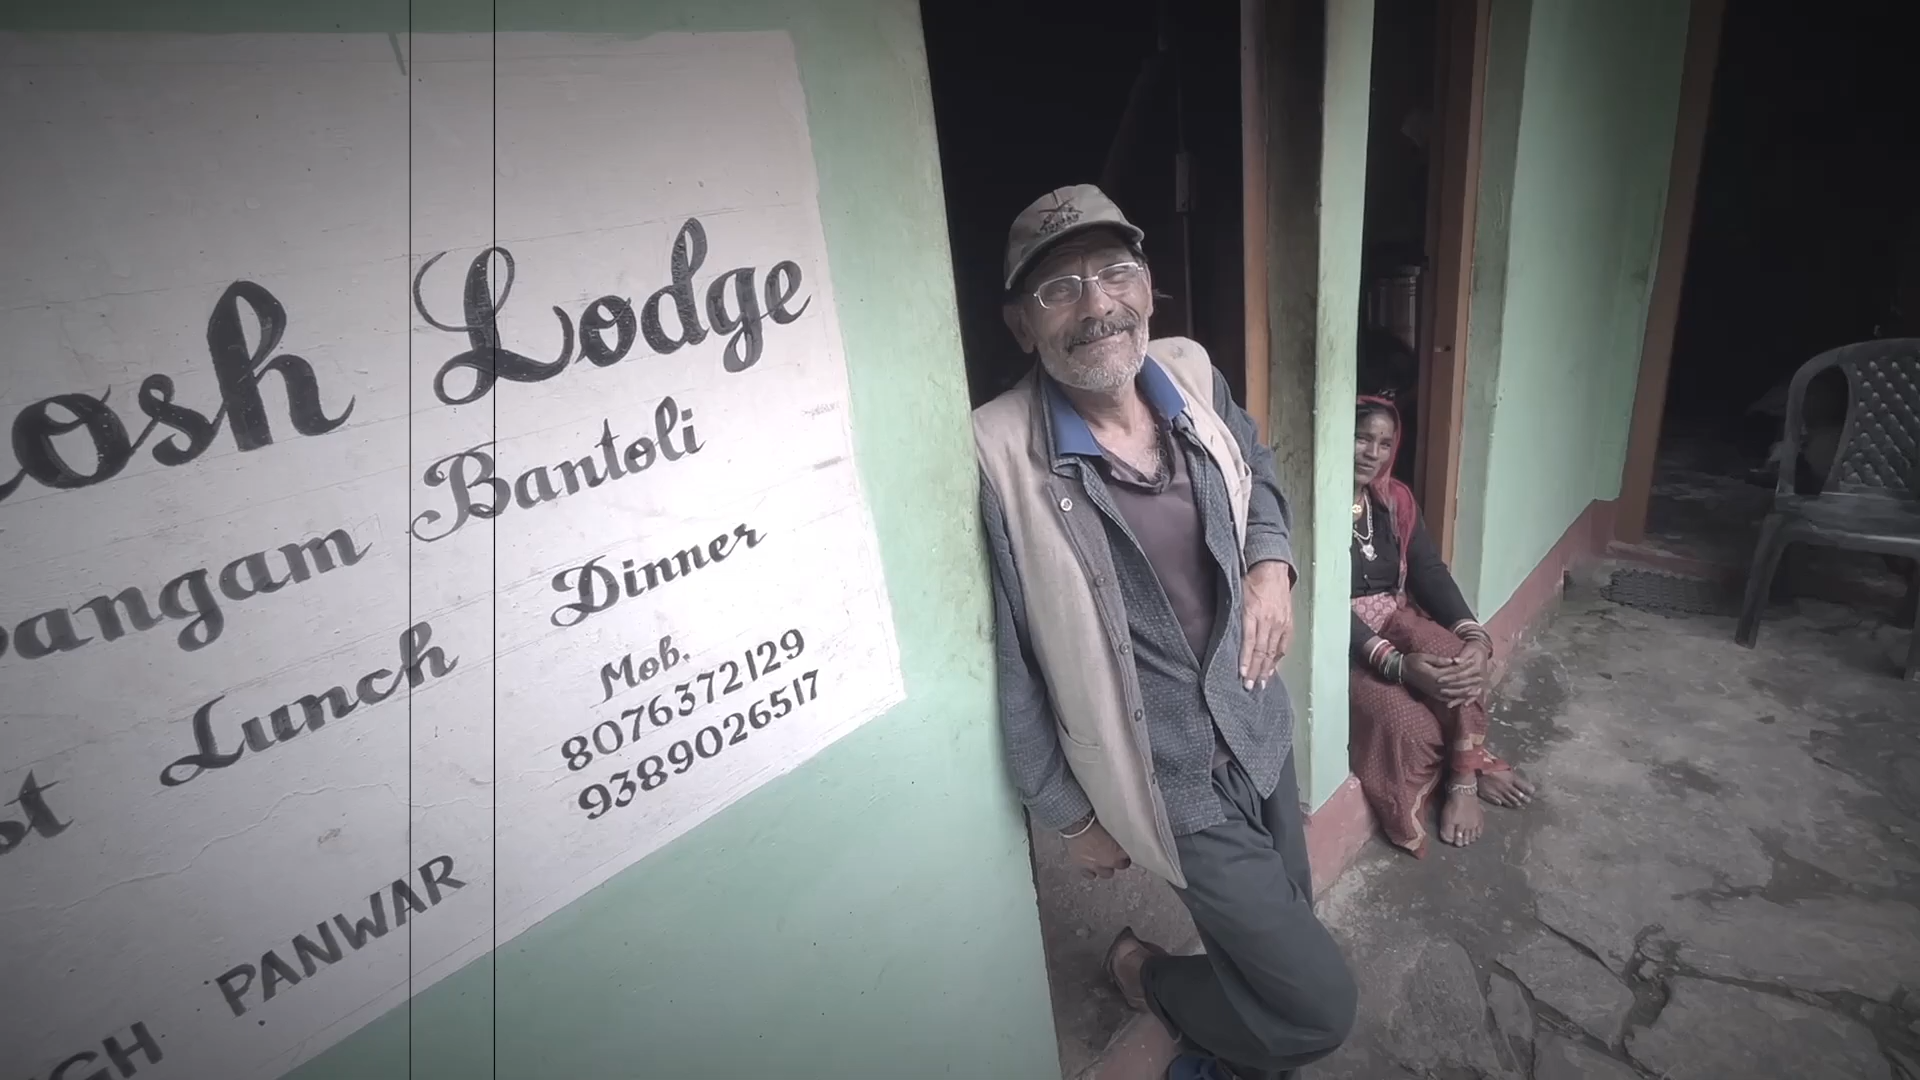 osh Lodge
angam Bantoli
st Lunch Dinner
Mob.
8076372129
9389026517
GH PANWAR